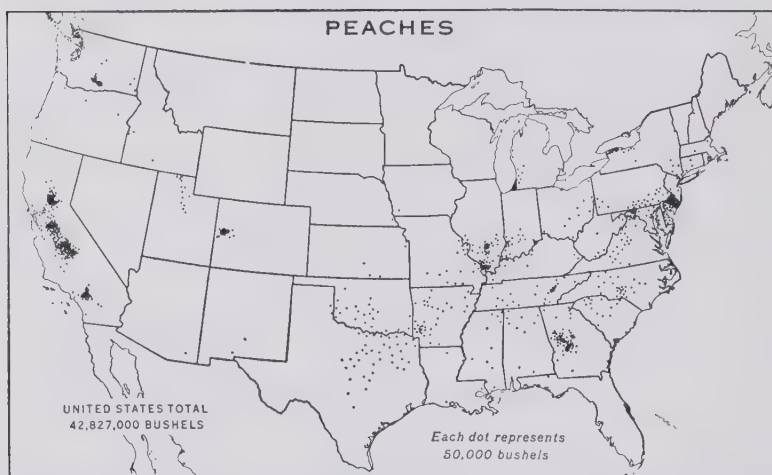 PEACHES
UNITED STATES TOTAL
42,827,000 BUSHELS
Each dot represents
50,000 bushels